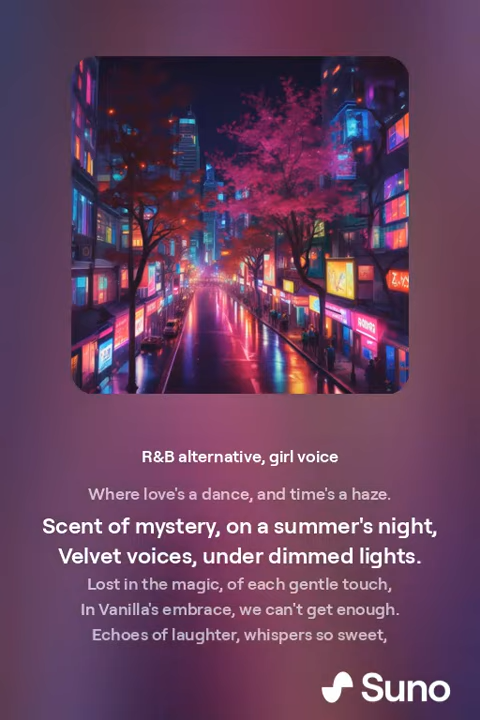 R&B alternative, girl voice
Where love's a dance, and time's a haze.
Scent of mystery, on a summer's night,
Velvet voices, under dimmed lights.
Lost in the magic, of each gentle touch,
In Vanilla's embrace, we can't get enough.
Echoes of laughter, whispers so sweet,
Suno